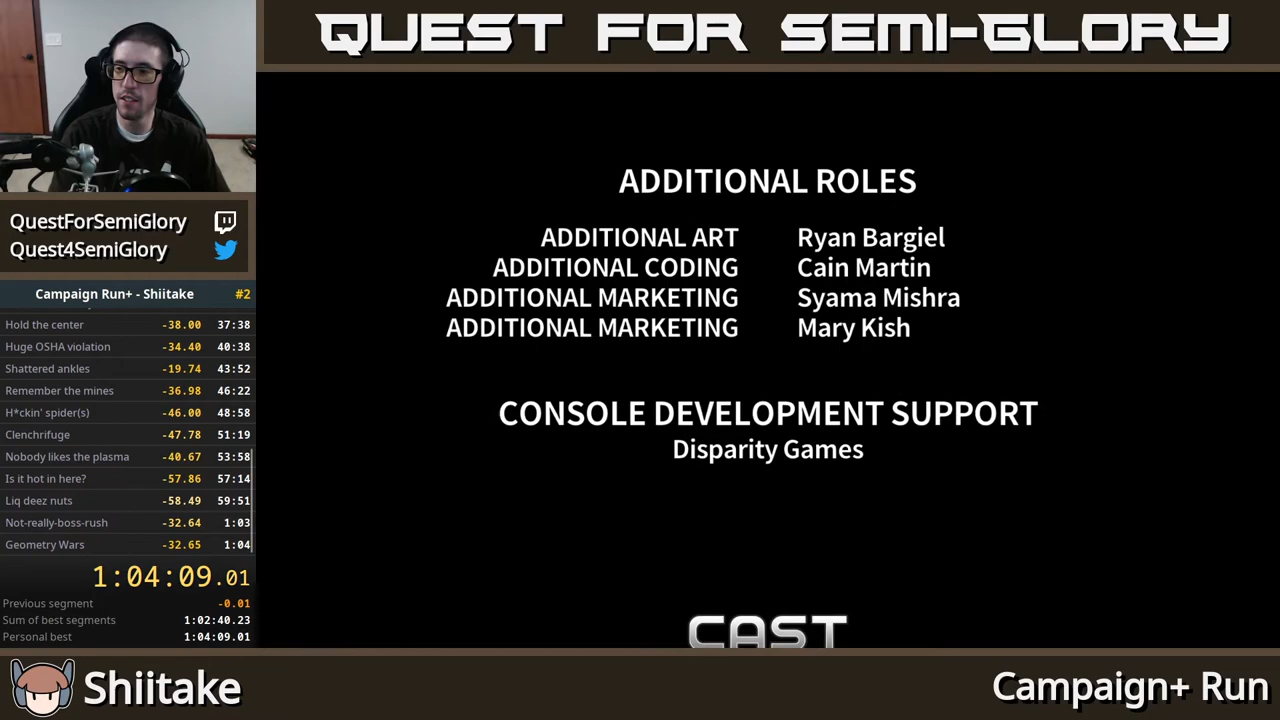 QUEST FOR SEMI-GLORY
QuestForSemiGlory
Quest4SemiGlory
Campaign Run+ - Shiitake #2
Hold the center -38.00 37:38
Huge OSHA violation -34.40 40:38
Shattered ankles -19.74 43:52
Remember the mines -36.98 46:22
H*ckin' spider(s) -46.00 48:58
Clenchrifuge -47.78 51:19
Nobody likes the plasma -40.67 53:58
Is it hot in here? -57.86 57:14
Liq deez nuts -58.49 59:51
Not-really-boss-rush -32.64 1:03
Geometry Wars -32.65 1:04
1:04:09.01
Previous segment -0.01
Sum of best segments 1:02:40.23
Personal best 1:04:09.01
ADDITIONAL ROLES
ADDITIONAL ART Ryan Bargiel
ADDITIONAL CODING Cain Martin
ADDITIONAL MARKETING Syama Mishra
ADDITIONAL MARKETING Mary Kish
CONSOLE DEVELOPMENT SUPPORT
Disparity Games
CAST
Shiitake
Campaign+ Run